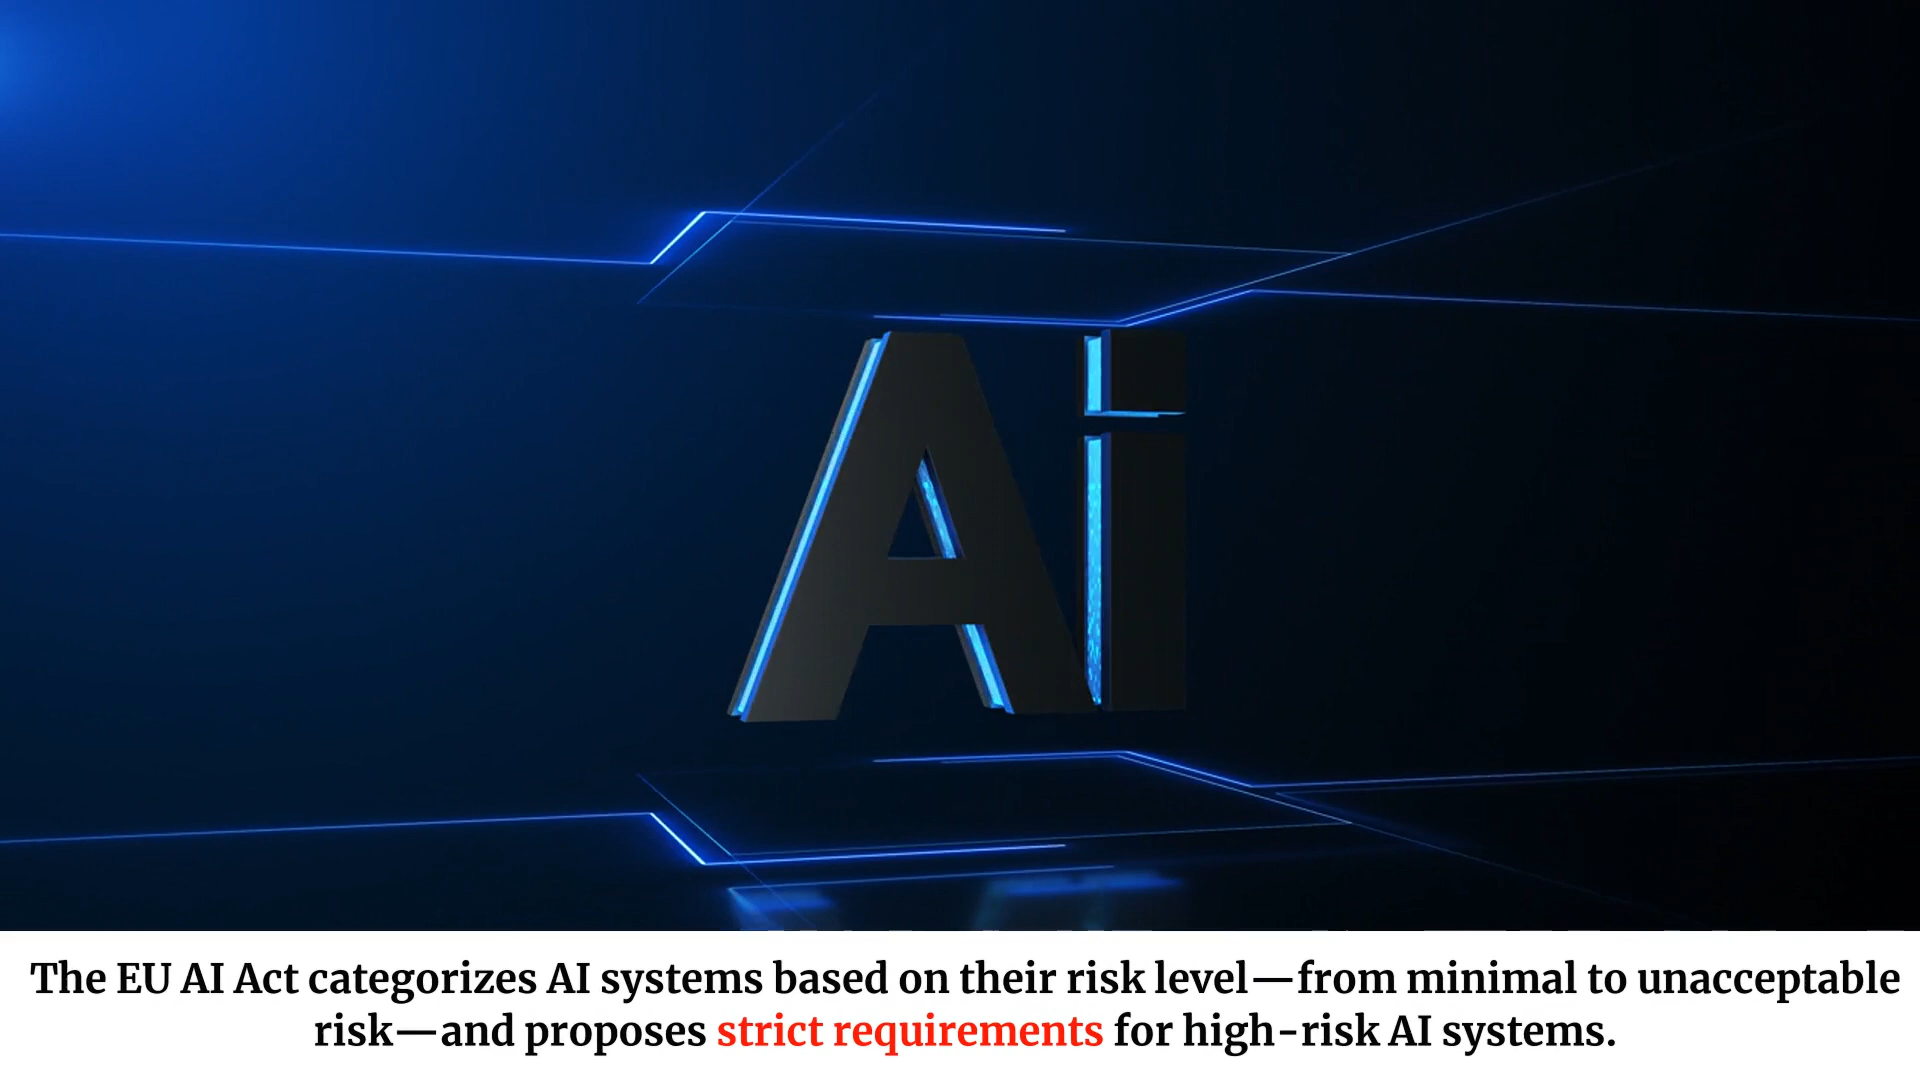 Ai
The EU AI Act categorizes AI systems based on their risk level—from minimal to unacceptable
risk—and proposes strict requirements for high-risk AI systems.